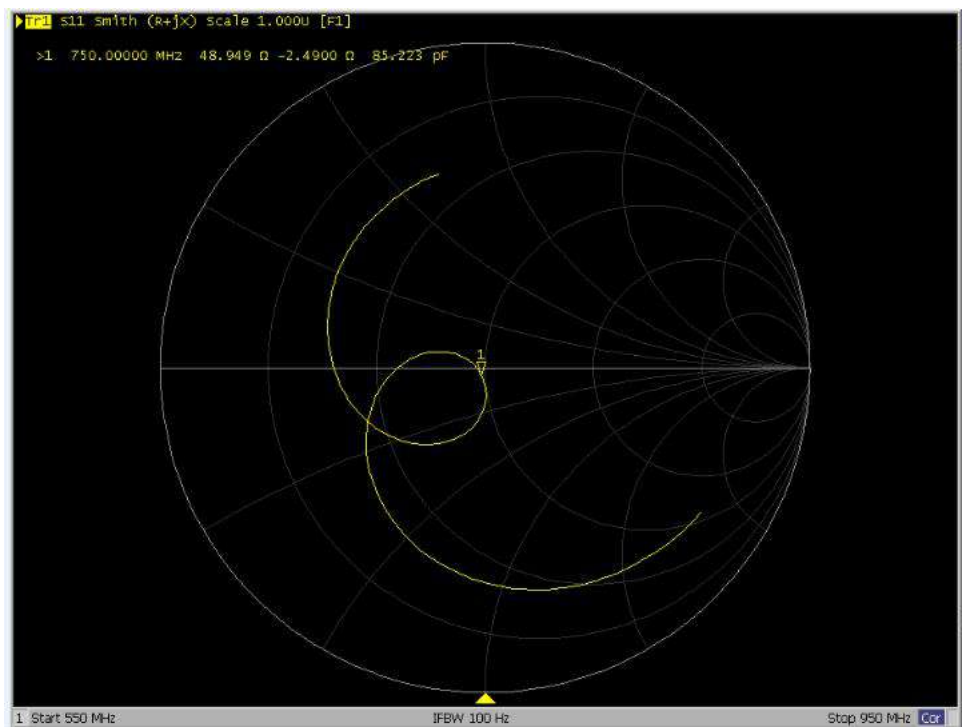 Tr1 S11 Smith (R+jX) Scale 1.000U [F1]
>1 750.00000 MHz 48.949 Ω -2.4900 Ω 85.223 pF
1
1 Start 550 MHz IFBW 100 Hz Stop 950 MHz Cor